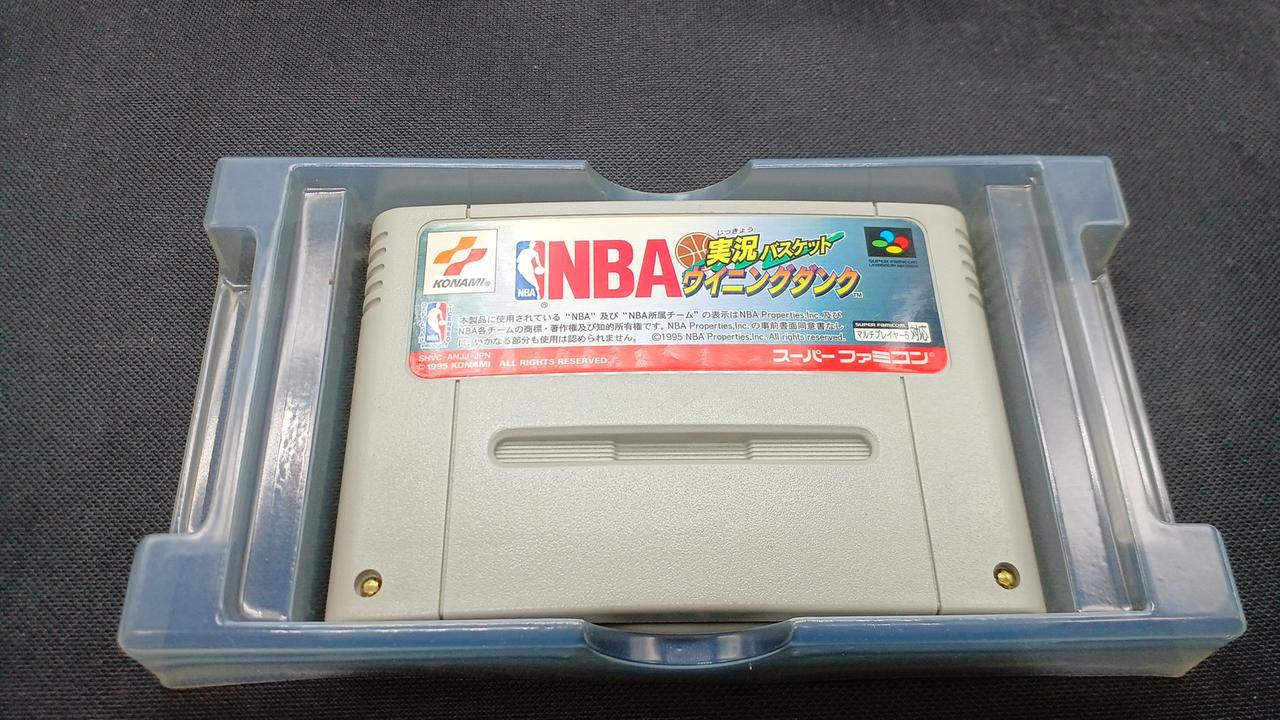 KONAMI®
NBA
®
NBA
じっきょう
実況バスケット
ウイニングダンク™
SUPER FAMICOM
本製品に使用されている "NBA" 及び "NBA所属チーム" の表示はNBA Properties,Inc. 及び
NBA各チームの商標・著作権及び知的所有権です。NBA Properties,Inc. の事前書面同意書なし
に、いかなる部分も使用は認められません。 ©1995 NBA Properties,Inc. All rights reserved.
SUPER FAMICOM
マルチプレイヤー5 対応
SHVC-ANJJ-JPN
©1995 KONAMI ALL RIGHTS RESERVED.
スーパーファミコン®